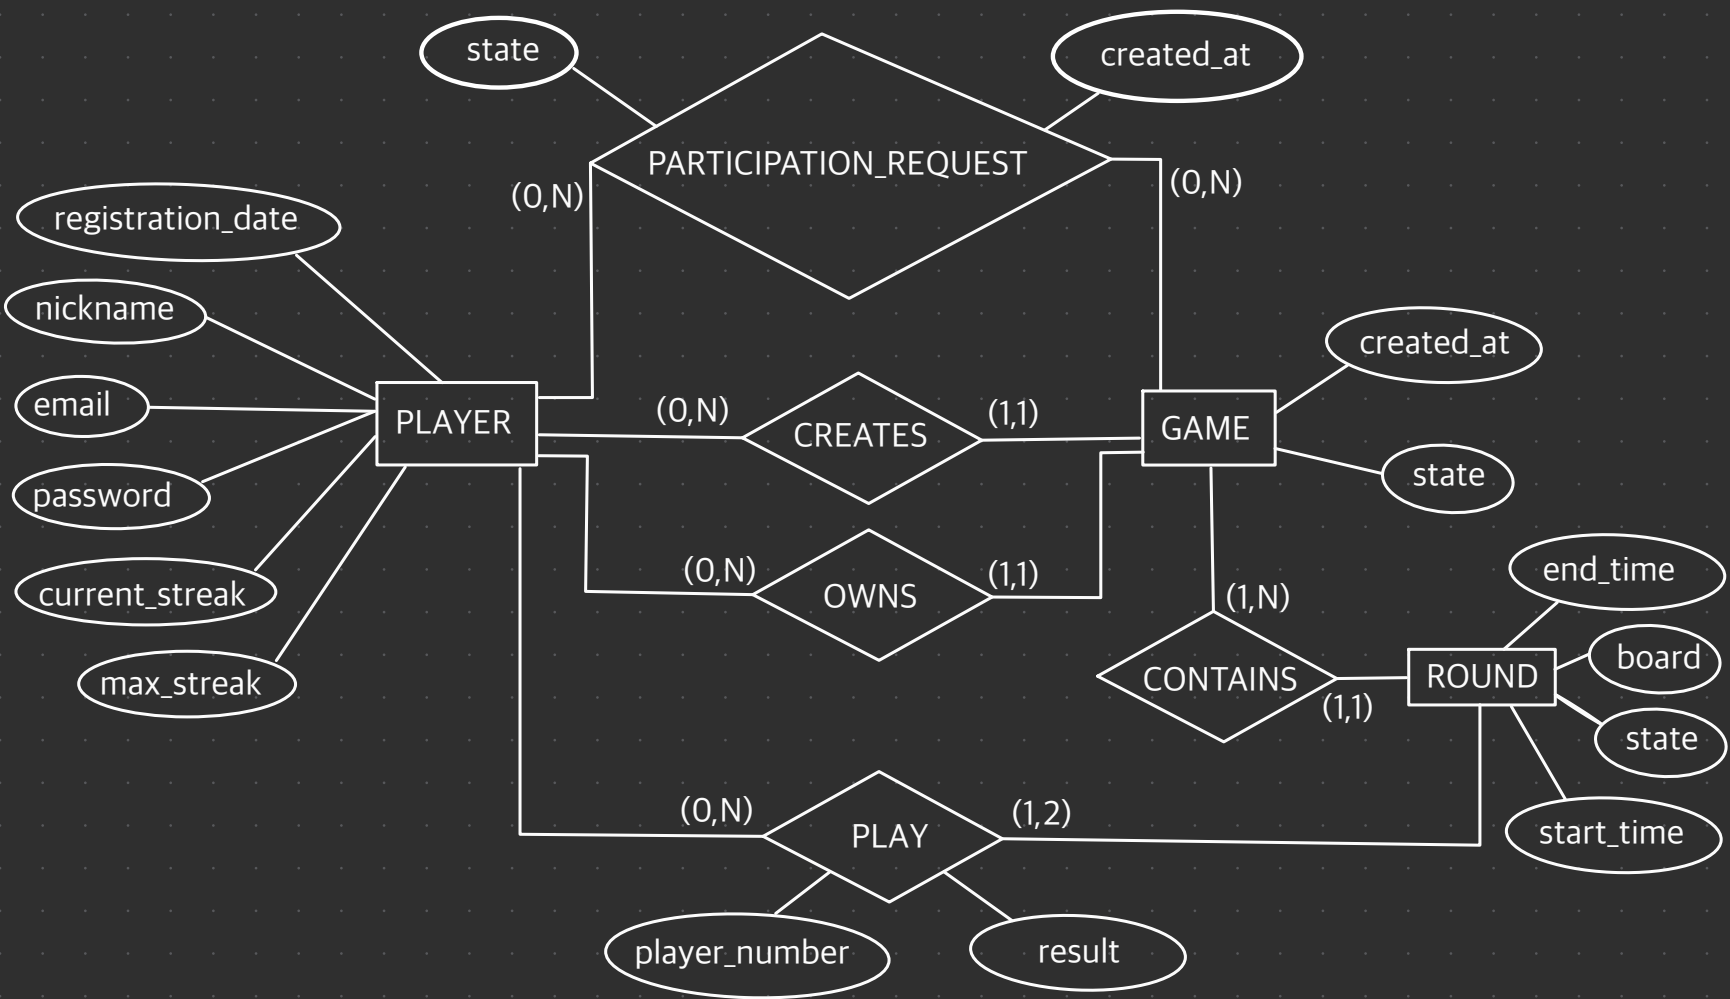 state
created_at
PARTICIPATION_REQUEST
(0,N)
(0,N)
registration_date
nickname
email
password
current_streak
max_streak
PLAYER
(0,N)
CREATES
(1,1)
GAME
created_at
state
(0,N)
OWNS
(1,1)
(1,N)
CONTAINS
(1,1)
ROUND
end_time
board
state
start_time
(0,N)
PLAY
(1,2)
player_number
result